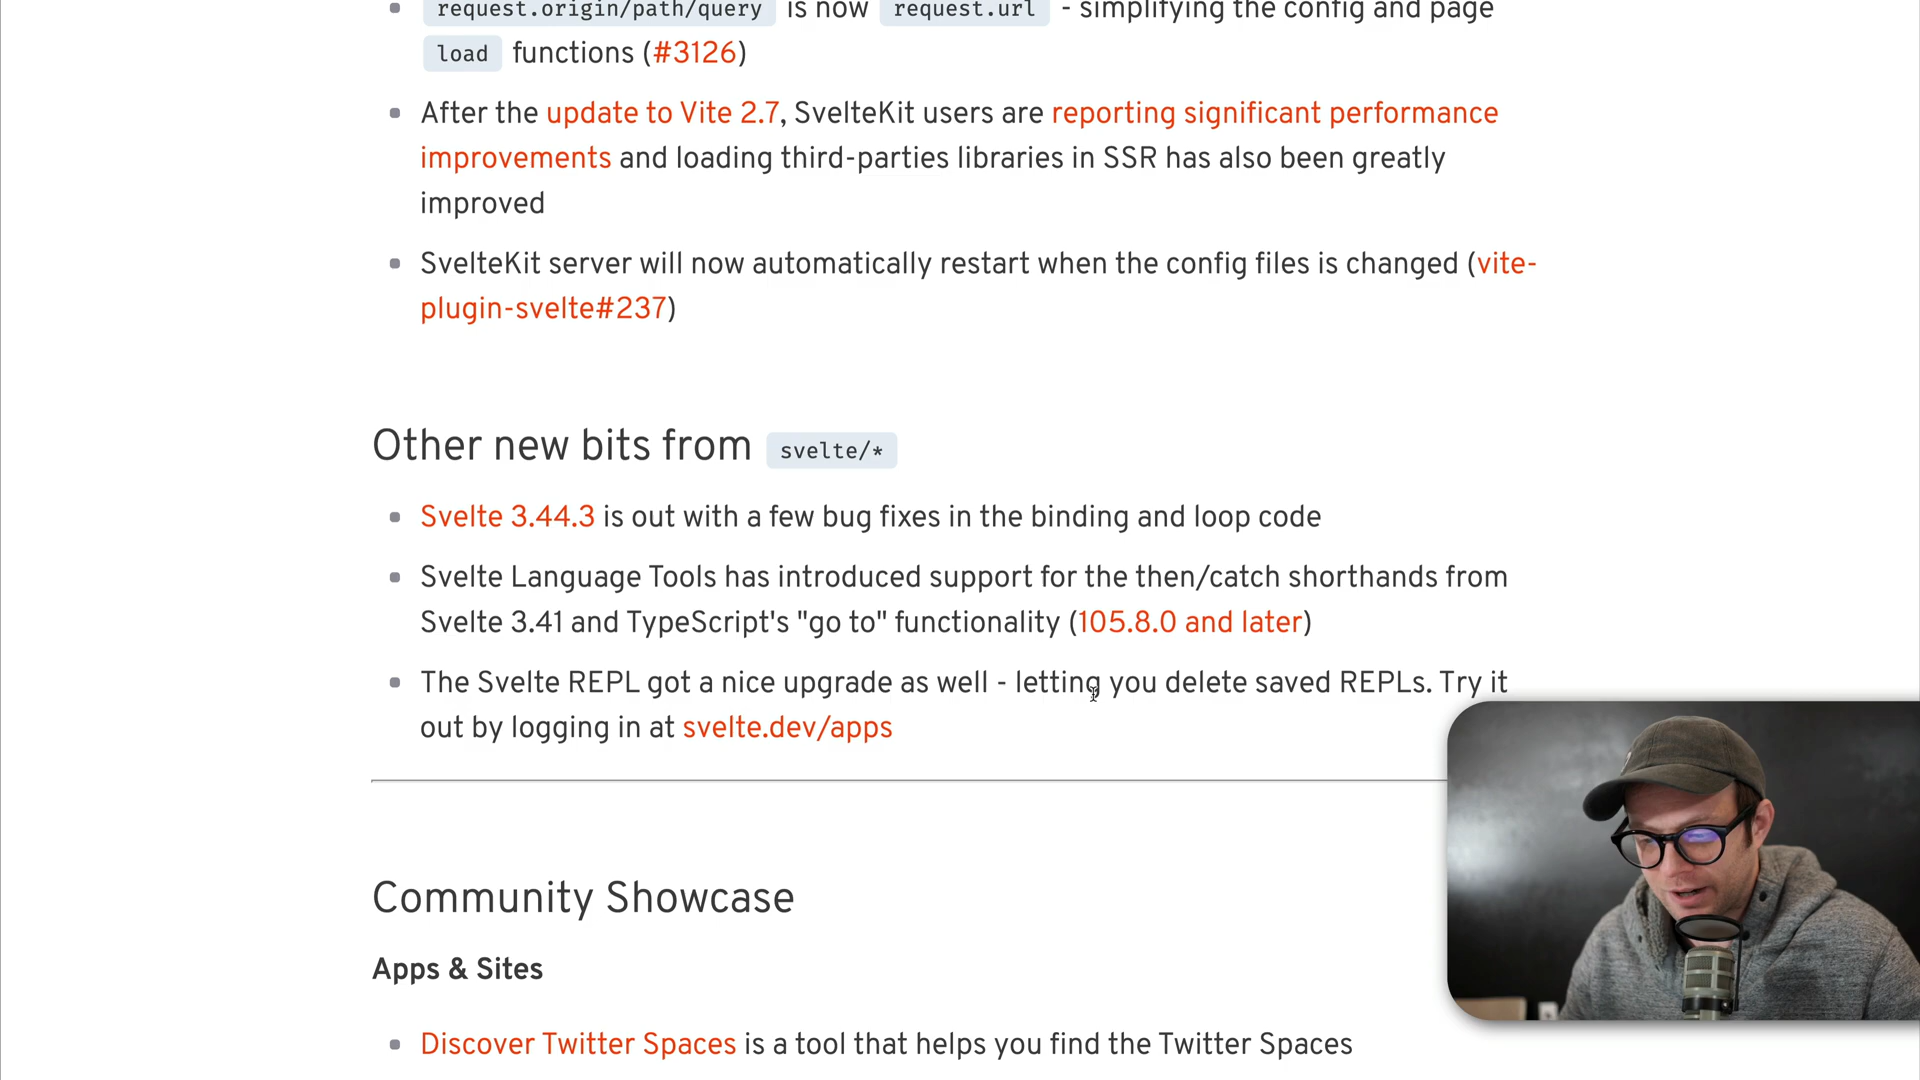 request.origin/path/query is now request.url - simplifying the config and page
load functions (#3126)
After the update to Vite 2.7, SvelteKit users are reporting significant performance
improvements and loading third-parties libraries in SSR has also been greatly
improved
SvelteKit server will now automatically restart when the config files is changed (vite-
plugin-svelte#237)
Other new bits from svelte/*
Svelte 3.44.3 is out with a few bug fixes in the binding and loop code
Svelte Language Tools has introduced support for the then/catch shorthands from
Svelte 3.41 and TypeScript's "go to" functionality (105.8.0 and later)
The Svelte REPL got a nice upgrade as well - letting you delete saved REPLs. Try it
out by logging in at svelte.dev/apps
Community Showcase
Apps & Sites
Discover Twitter Spaces is a tool that helps you find the Twitter Spaces